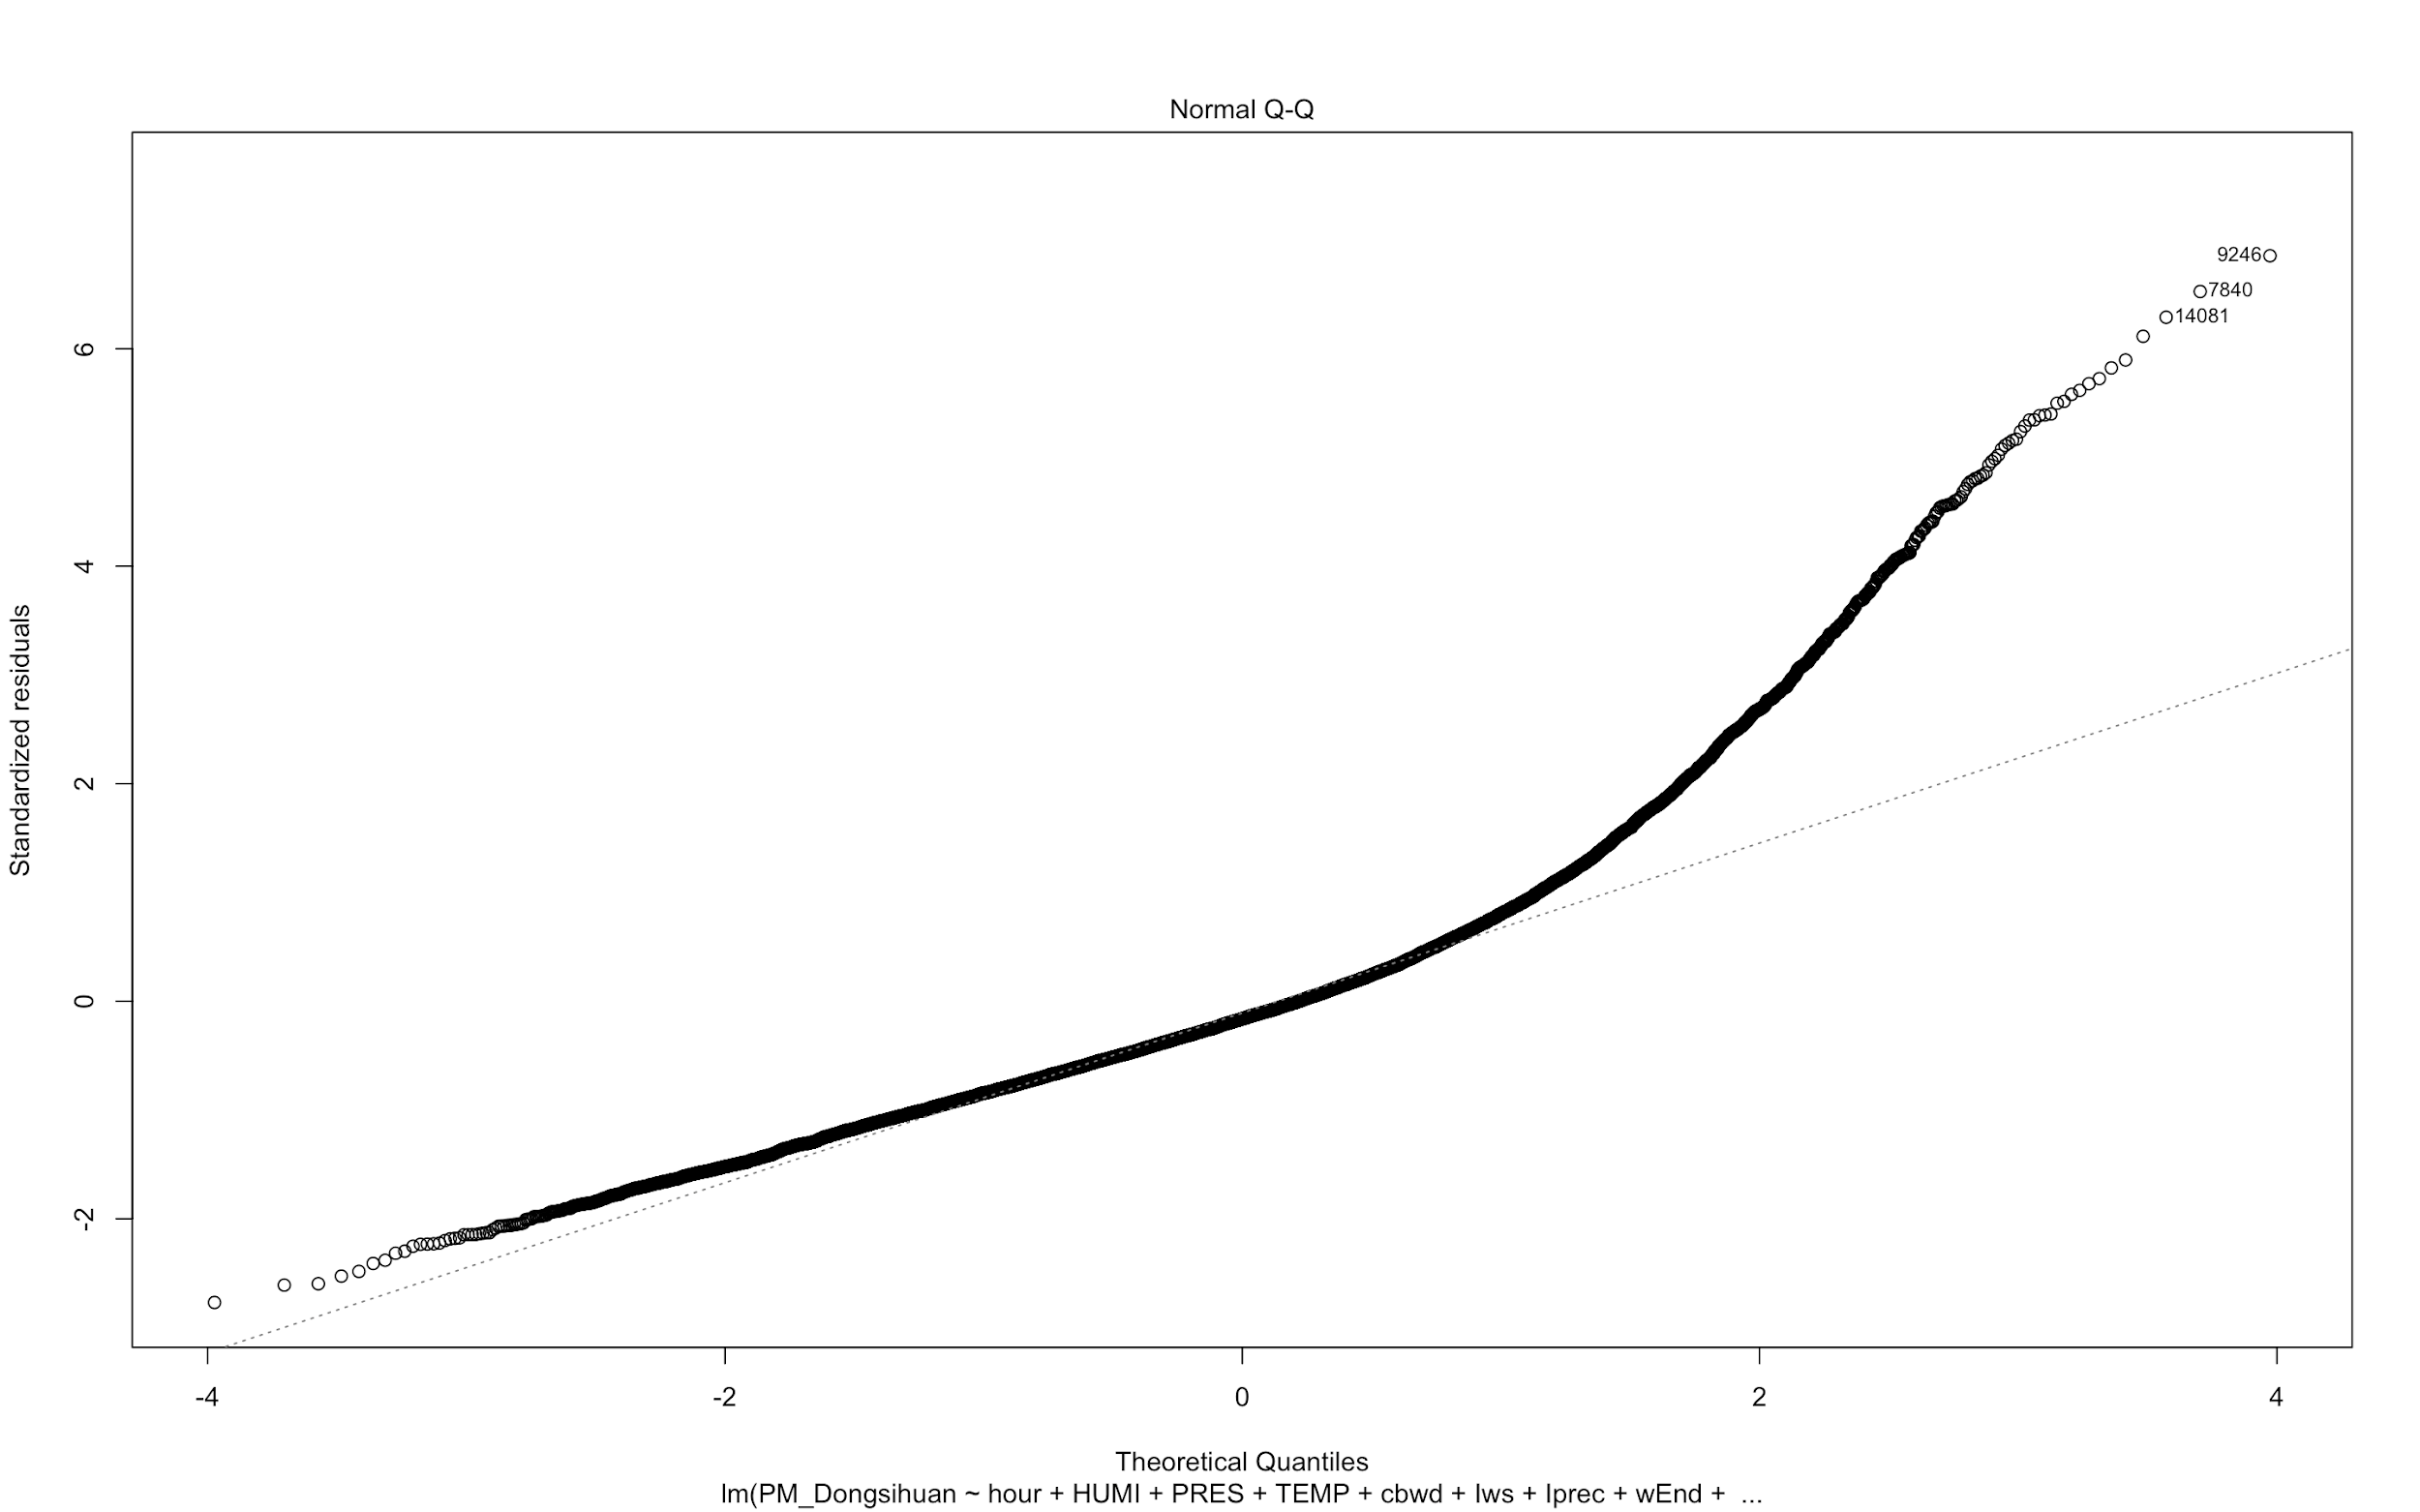 Normal Q-Q
9246
7840
14081
6
4
2
0
-2
Standardized residuals
-4 -2 0 2 4
Theoretical Quantiles
lm(PM_Dongsihuan ~ hour + HUMI + PRES + TEMP + cbwd + Iws + Iprec + wEnd + ...